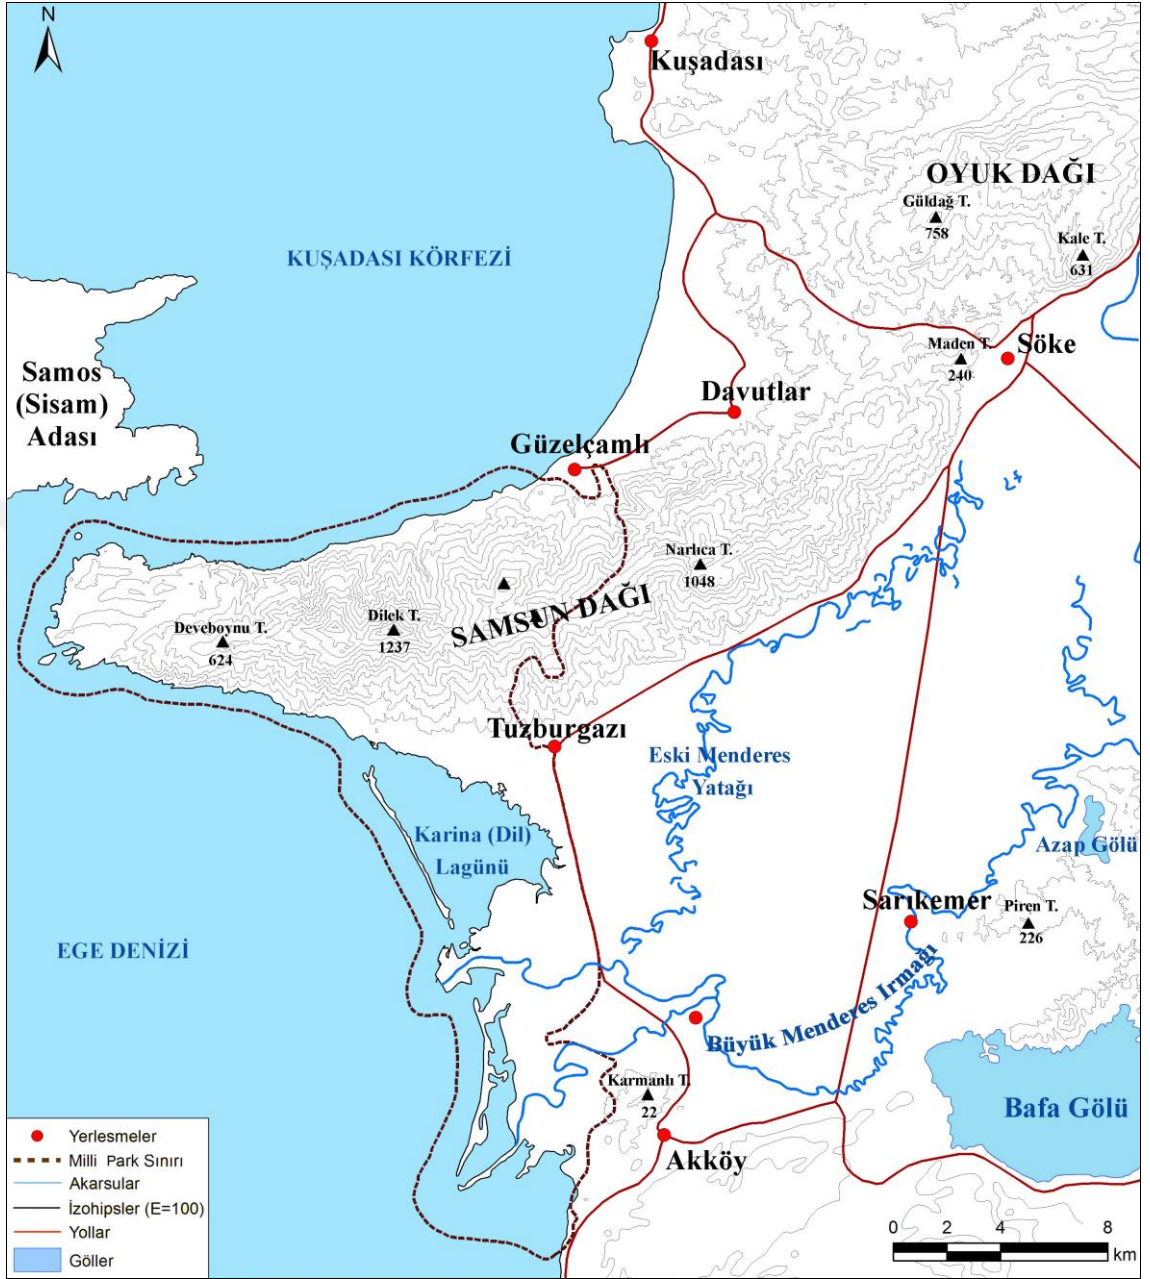 N
Kuşadası
OYUK DAĞI
Güldağ T.
758
Kale T.
631
KUŞADASI KÖRFEZİ
Maden T.
240
Söke
Samos
(Sisam)
Adası
Davutlar
Güzelçamlı
Narlıca T.
1048
SAMSUN DAĞI
Dilek T.
1237
Deveboynu T.
624
Tuzburgazı
Eski Menderes
Yatağı
Karina (Dil)
Lagünü
Azap Gölü
Sarıkemer
Piren T.
226
EGE DENİZİ
Büyük Menderes Irmağı
Karmanlı T.
22
Bafa Gölü
Akköy
Yerlesmeler
Milli Park Sınırı
Akarsular
İzohipsler (E=100)
Yollar
Göller
0 2 4 8
km